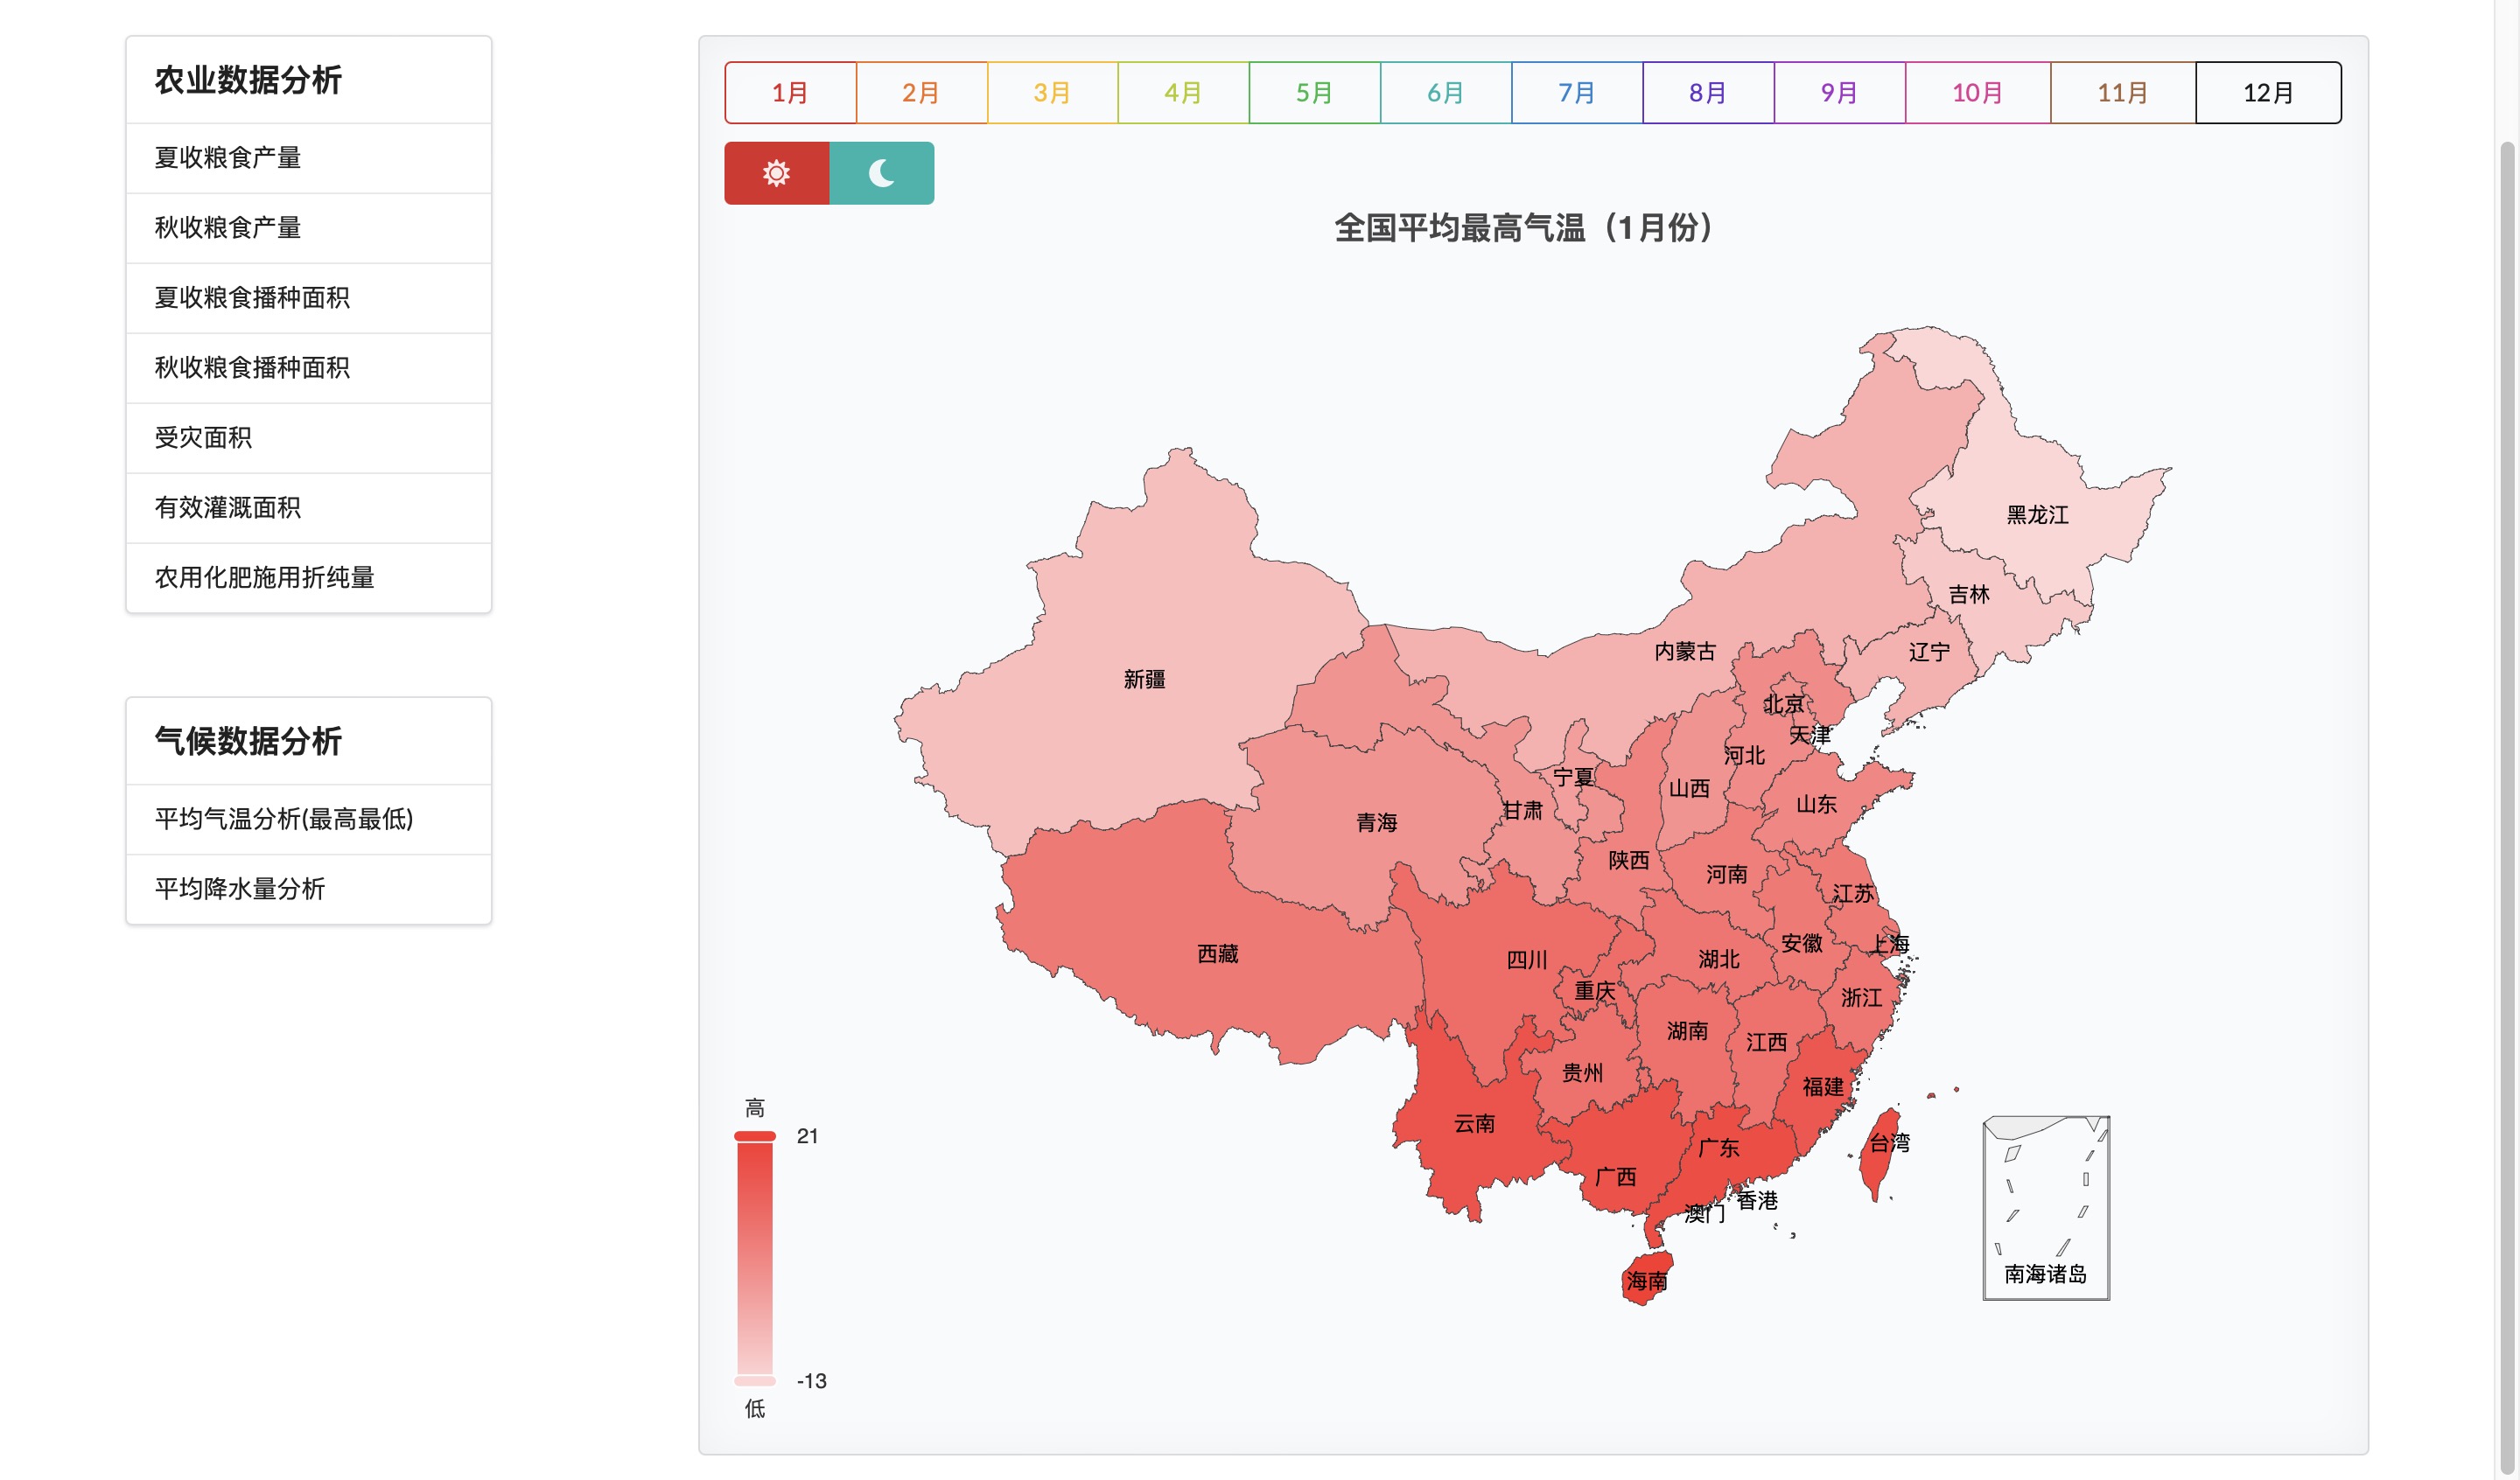 农业数据分析
夏收粮食产量
秋收粮食产量
夏收粮食播种面积
秋收粮食播种面积
受灾面积
有效灌溉面积
农用化肥施用折纯量
气候数据分析
平均气温分析(最高最低)
平均降水量分析
1月 2月 3月 4月 5月 6月 7月 8月 9月 10月 11月 12月
全国平均最高气温（1月份）
黑龙江
吉林
辽宁
内蒙古
新疆
北京
天津
河北
宁夏
山西
山东
甘肃
青海
陕西
河南
江苏
安徽
上海
西藏
四川
湖北
重庆
浙江
湖南
江西
贵州
福建
云南
台湾
广东
广西
香港
澳门
海南
南海诸岛
高
21
-13
低